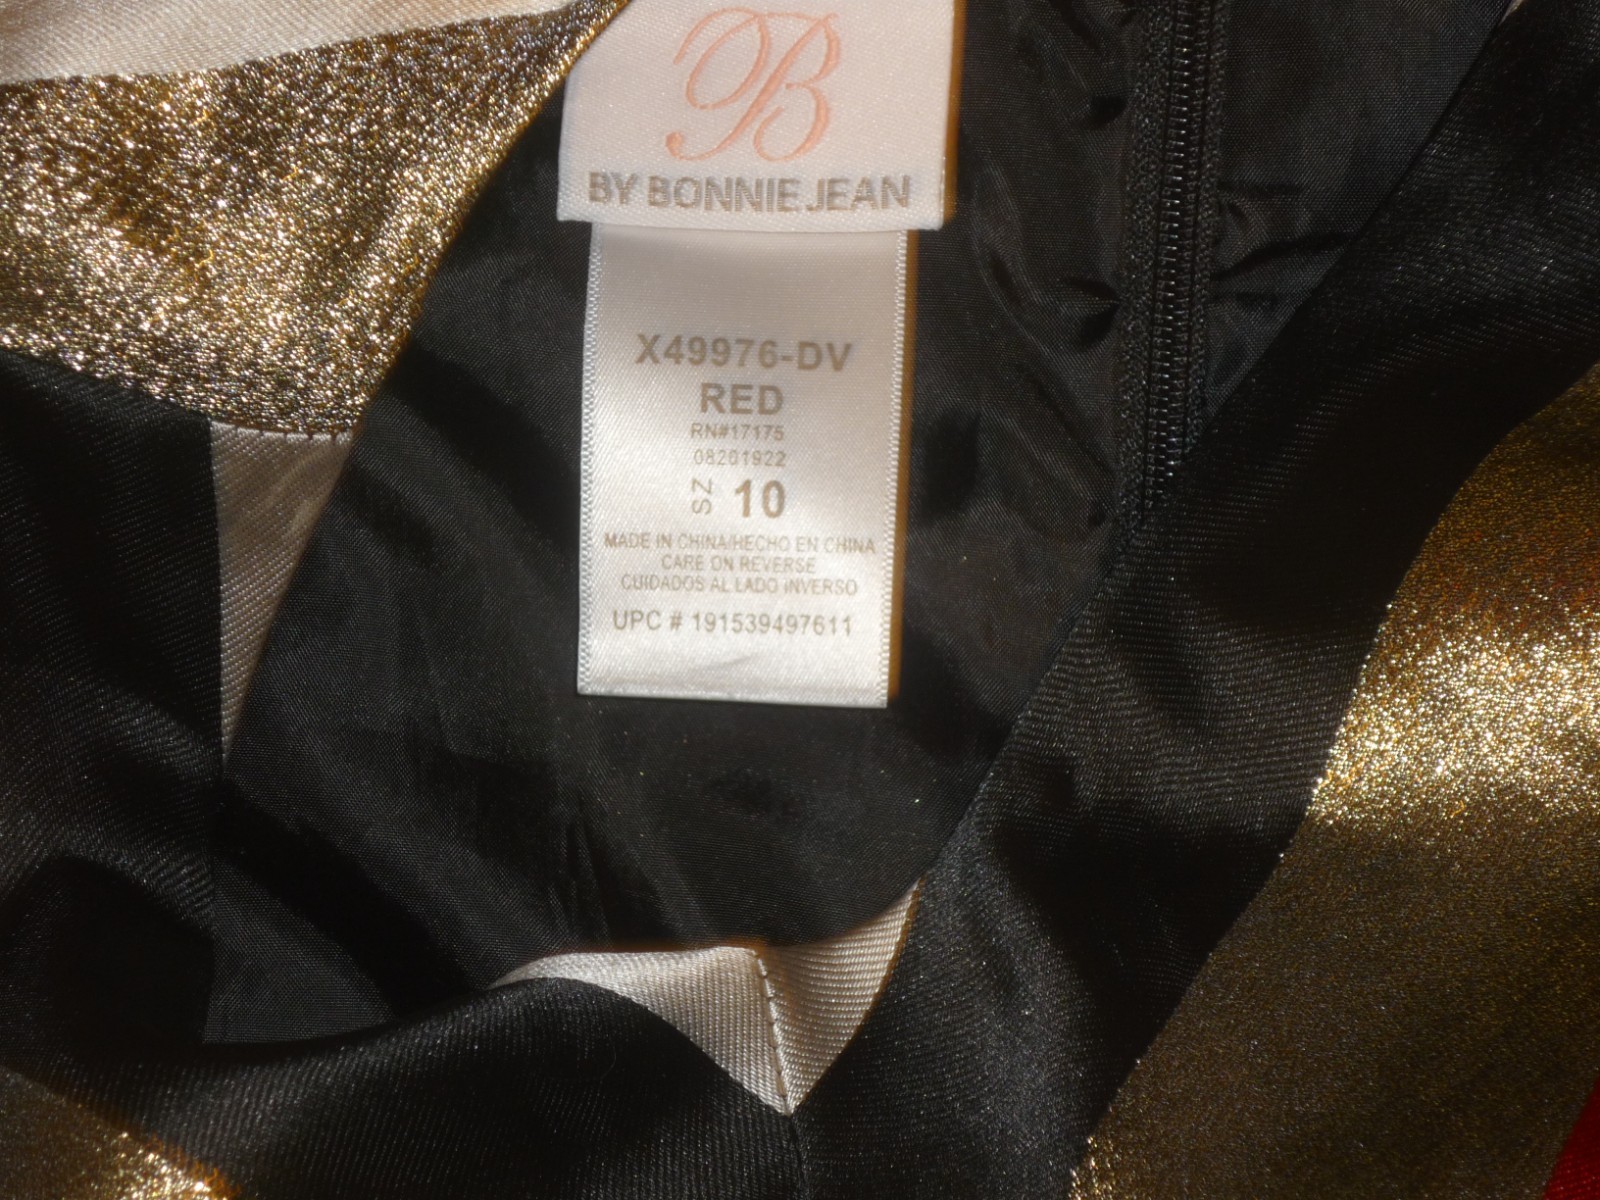 B
BY BONNIE JEAN
X49976-DV
RED
RN#17175
08201922
SZ 10
MADE IN CHINA/HECHO EN CHINA
CARE ON REVERSE
CUIDADOS AL LADO INVERSO
UPC # 191539497611